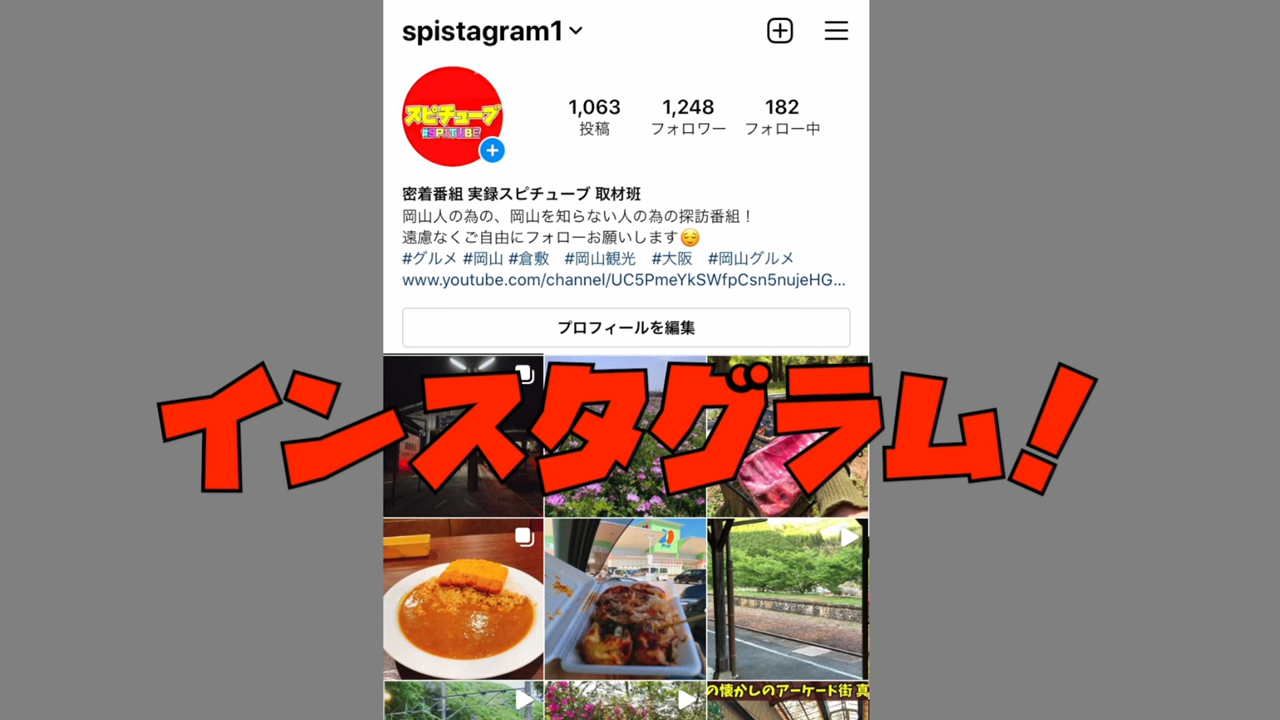 spistagram1
スピチューブ
#SPITUBE
1,063
投稿
1,248
フォロワー
182
フォロー中
密着番組 実録スピチューブ 取材班
岡山人の為の、岡山を知らない人の為の探訪番組！
遠慮なくご自由にフォローお願いします😌
#グルメ #岡山 #倉敷　#岡山観光　#大阪　#岡山グルメ
www.youtube.com/channel/UC5PmeYkSWfpCsn5nujeHG...
プロフィールを編集
インスタグラム！
の懐かしのアーケード街 真